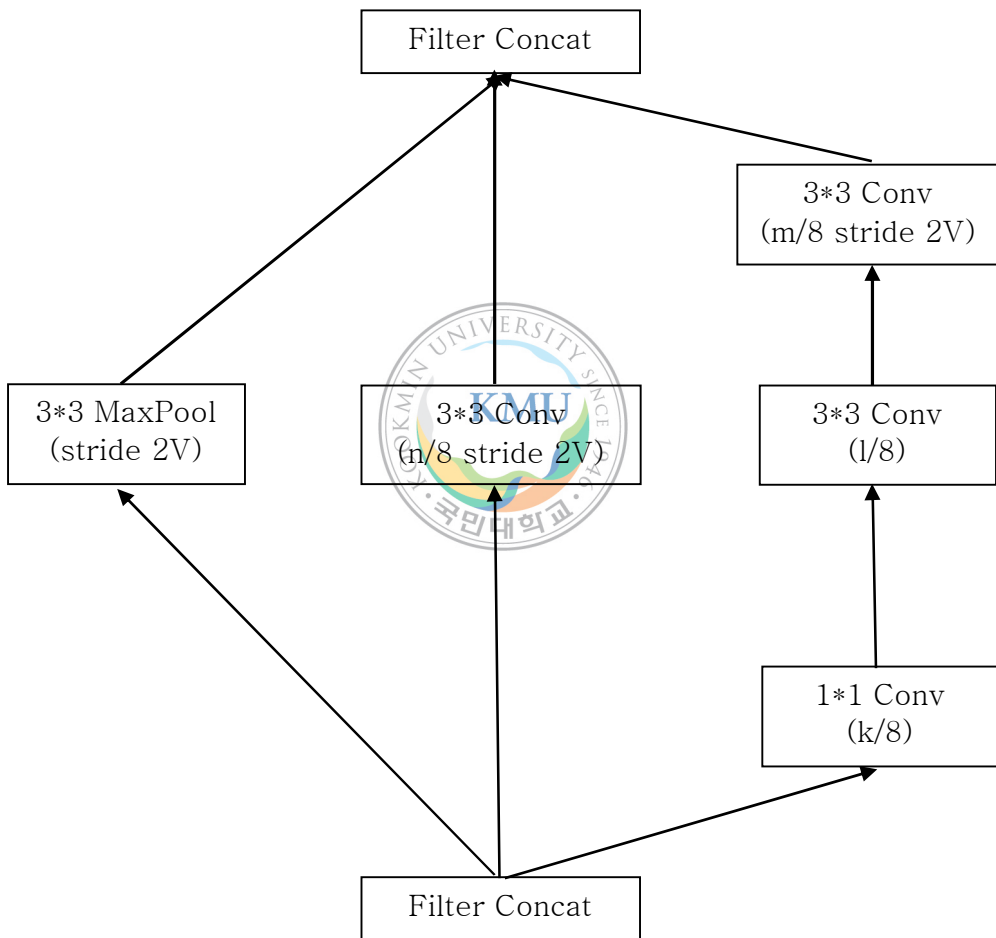 Filter Concat
3*3 Conv
(m/8 stride 2V)
3*3 MaxPool
(stride 2V)
3*3 Conv
(n/8 stride 2V)
3*3 Conv
(l/8)
KOOKMIN UNIVERSITY SINCE 1946
KMU
국민대학교
1*1 Conv
(k/8)
Filter Concat